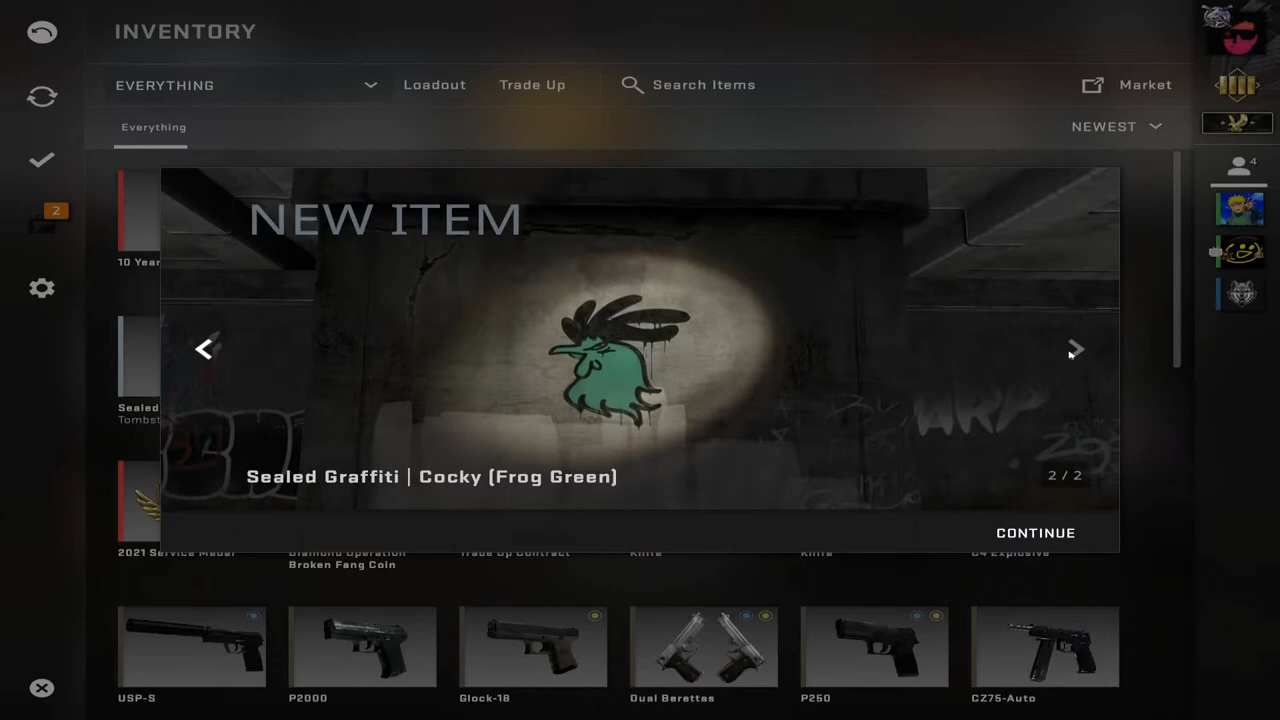 INVENTORY
EVERYTHING
Loadout
Trade Up
Search Items
Market
Everything
NEWEST
4
2
10 Year
NEW ITEM
Sealed
Tombst
Sealed Graffiti | Cocky (Frog Green)
2 / 2
CONTINUE
2021 Service Medal
Diamond Operation
Broken Fang Coin
Trade Up Contract
Knife
Knife
C4 Explosive
USP-S
P2000
Glock-18
Dual Berettas
P250
CZ75-Auto